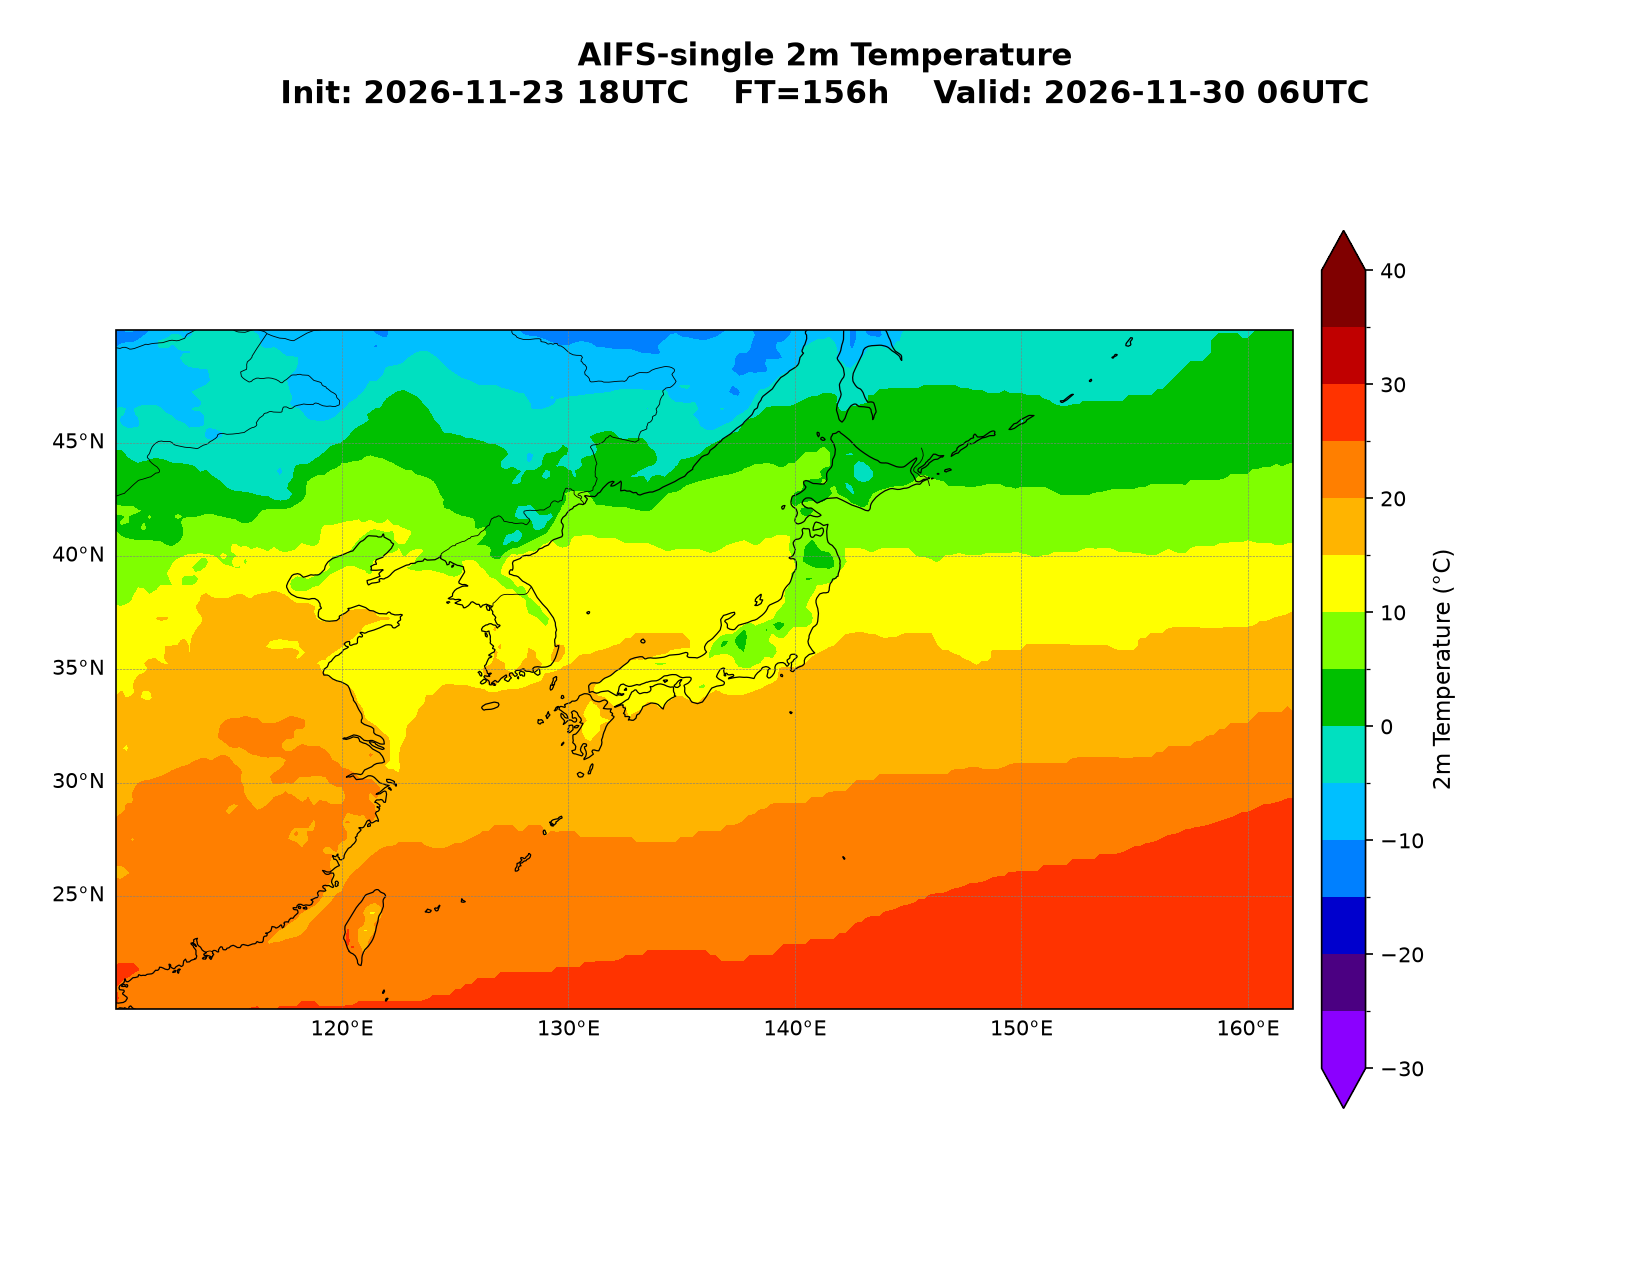 AIFS-single 2m Temperature
Init: 2026-11-23 18UTC    FT=156h    Valid: 2026-11-30 06UTC
45°N
40°N
35°N
30°N
25°N
120°E
130°E
140°E
150°E
160°E
40
30
20
10
0
−10
−20
−30
2m Temperature (°C)